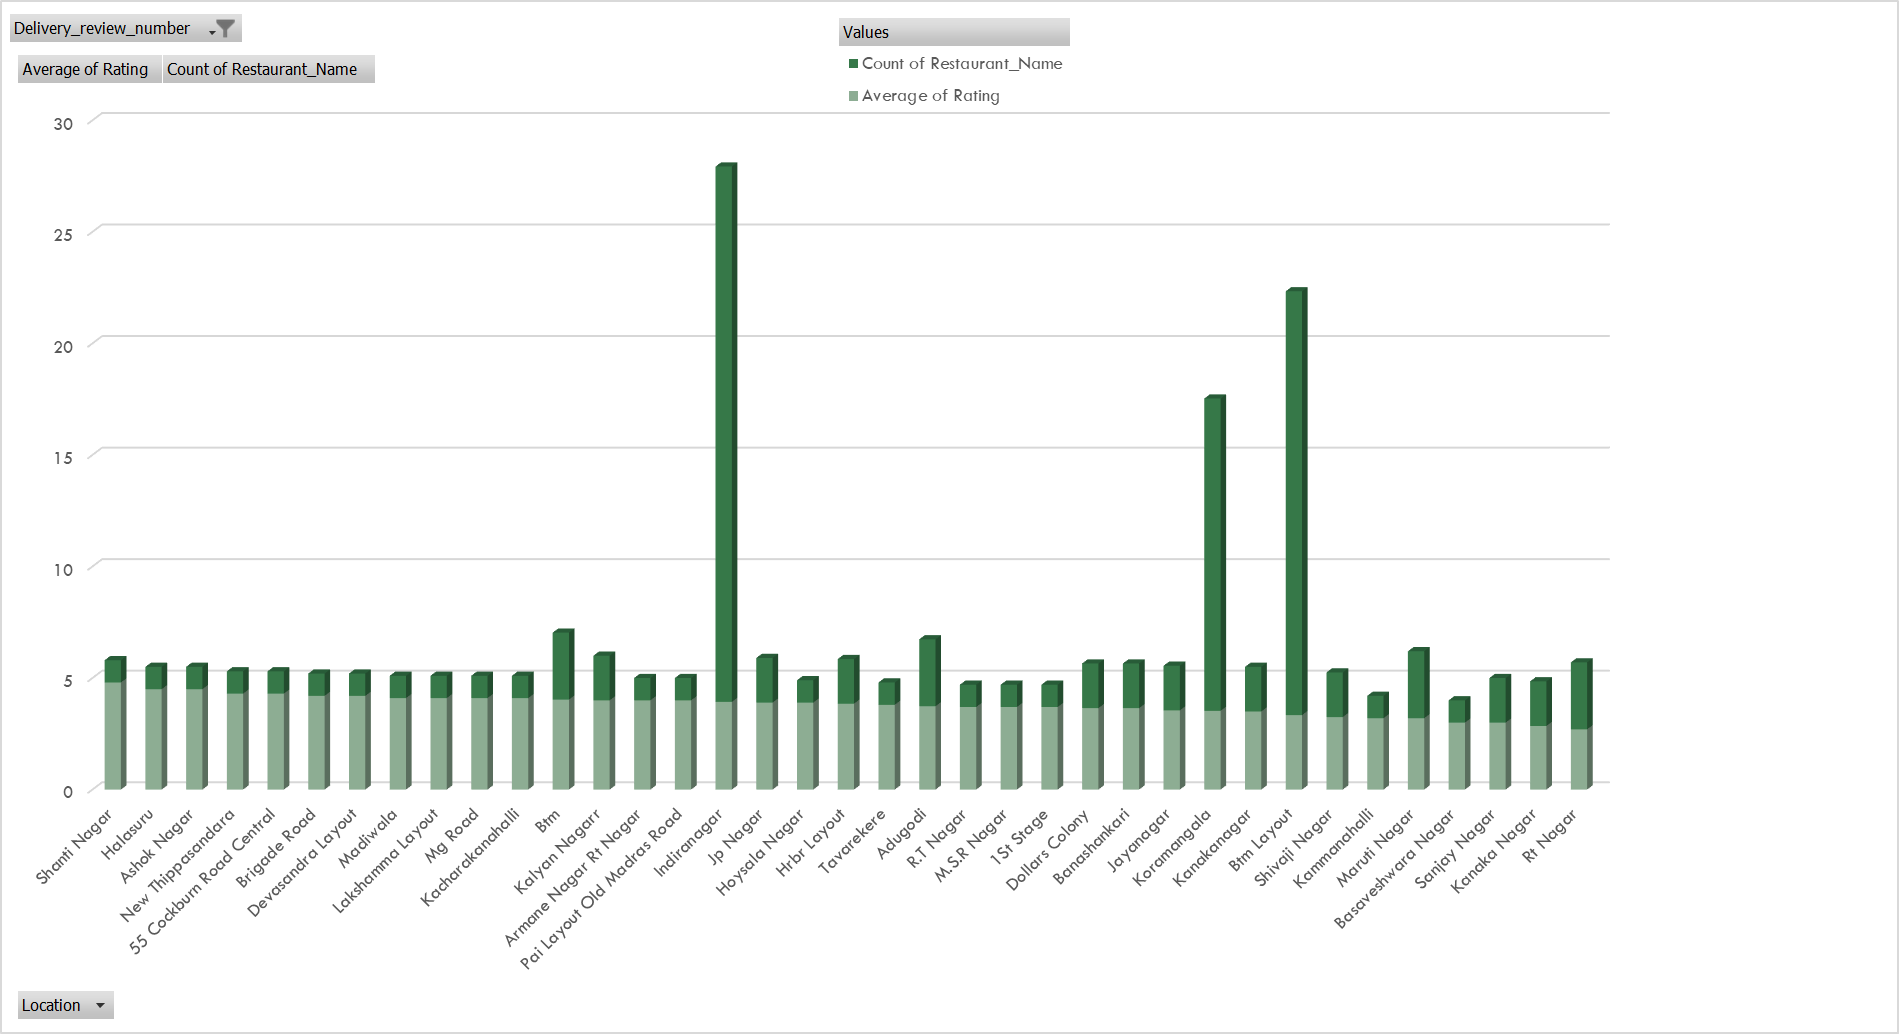 Delivery_review_number
Values
Average of Rating Count of Restaurant_Name
Count of Restaurant_Name
Average of Rating
30
25
20
15
10
5
0
Shanti Nagar
Halasuru
Ashok Nagar
New Thippasandara
55 Cockburn Road Central
Brigade Road
Devasandra Layout
Madiwala
Lakshamma Layout
Mg Road
Kacharakanahalli
Btm
Kalyan Nagarr
Armane Nagar Rt Nagar
Pai Layout Old Madras Road
Indiranagar
Jp Nagar
Hoysala Nagar
Hrbr Layout
Tavarekere
Adugodi
R.T Nagar
M.S.R Nagar
1St Stage
Dollars Colony
Banashankari
Jayanagar
Koramangala
Kanakanagar
Btm Layout
Shivaji Nagar
Kammanahalli
Maruti Nagar
Basaveshwara Nagar
Sanjay Nagar
Kanaka Nagar
Rt Nagar
Location